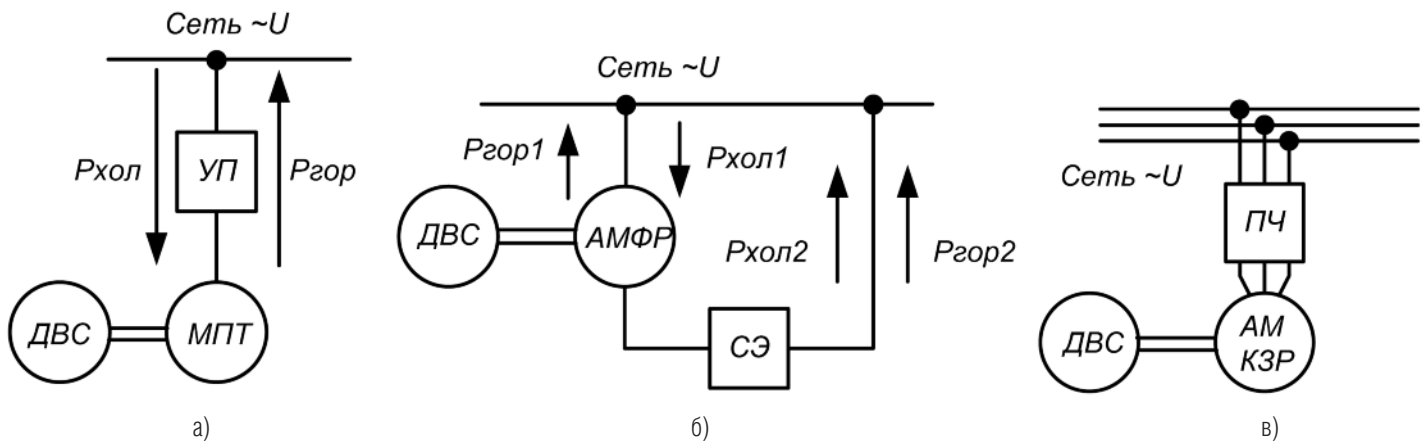 Сеть ~U
Рхол
УП
Ргор
ДВС
МПТ
а)
Сеть ~U
Ргор1
Рхол1
ДВС
АМФР
Рхол2
Ргор2
СЭ
б)
Сеть ~U
ПЧ
ДВС
АМ
КЗР
в)